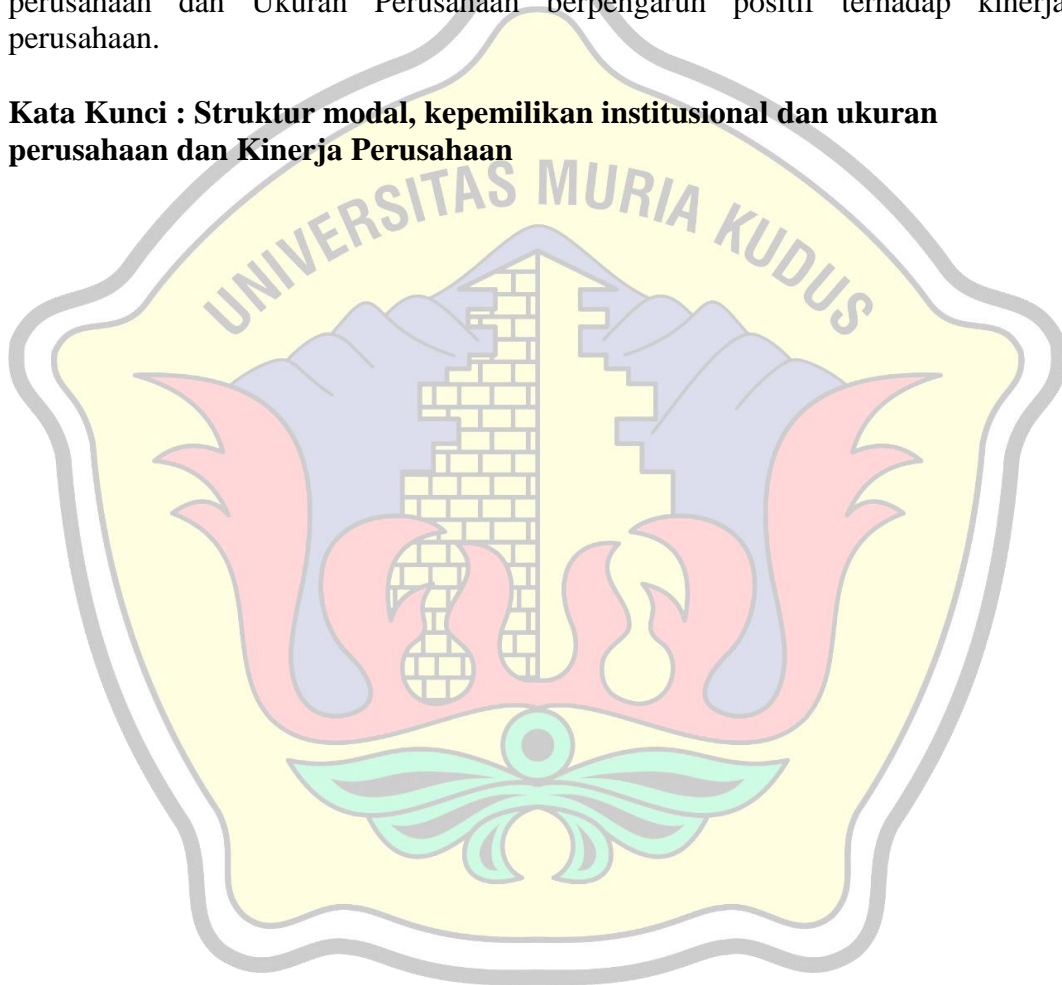 perusahaan dan Ukuran Perusahaan berpengaruh positif terhadap kinerja
perusahaan.
Kata Kunci : Struktur modal, kepemilikan institusional dan ukuran
perusahaan dan Kinerja Perusahaan
UNIVERSITAS MURIA KUDUS